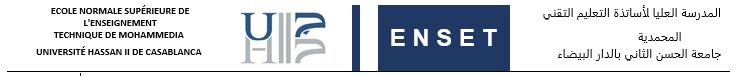 ECOLE NORMALE SUPÉRIEURE DE
L'ENSEIGNEMENT
TECHNIQUE DE MOHAMMEDIA
UNIVERSITÉ HASSAN II DE CASABLANCA
ENSET
المدرسة العليا لأساتذة التعليم التقني
المحمدية
جامعة الحسن الثاني بالدار البيضاء